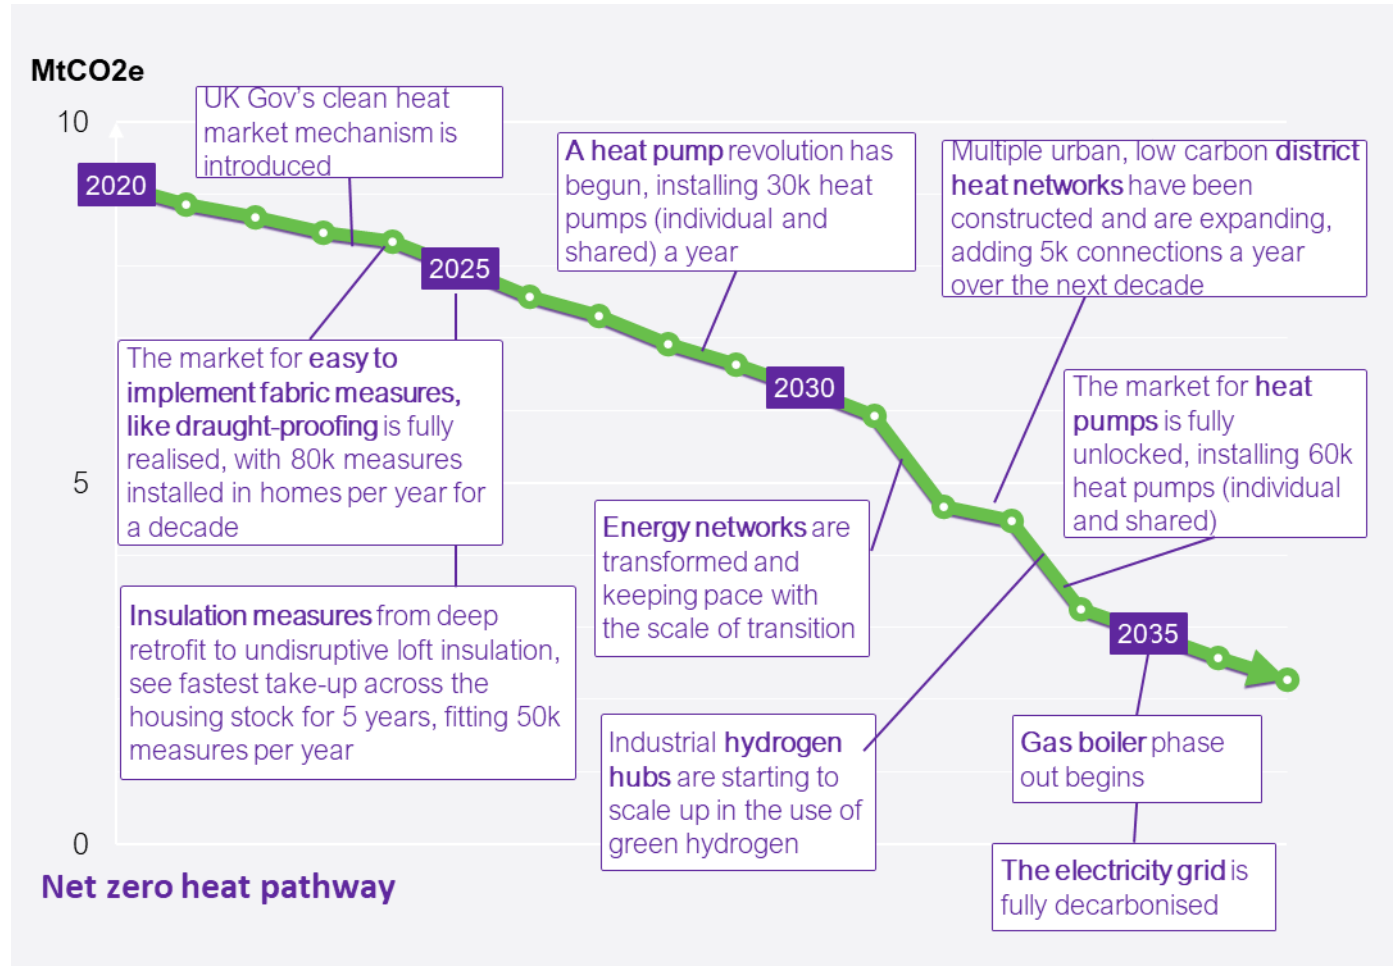 MtCO2e
10
5
0
2020
2025
2030
2035
UK Gov's clean heat
market mechanism is
introduced
A heat pump revolution has
begun, installing 30k heat
pumps (individual and
shared) a year
Multiple urban, low carbon district
heat networks have been
constructed and are expanding,
adding 5k connections a year
over the next decade
The market for easy to
implement fabric measures,
like draught-proofing is fully
realised, with 80k measures
installed in homes per year for
a decade
The market for heat
pumps is fully
unlocked, installing 60k
heat pumps (individual
and shared)
Energy networks are
transformed and
keeping pace with
the scale of transition
Insulation measures from deep
retrofit to undisruptive loft insulation,
see fastest take-up across the
housing stock for 5 years, fitting 50k
measures per year
Industrial hydrogen
hubs are starting to
scale up in the use of
green hydrogen
Gas boiler phase
out begins
The electricity grid is
fully decarbonised
Net zero heat pathway